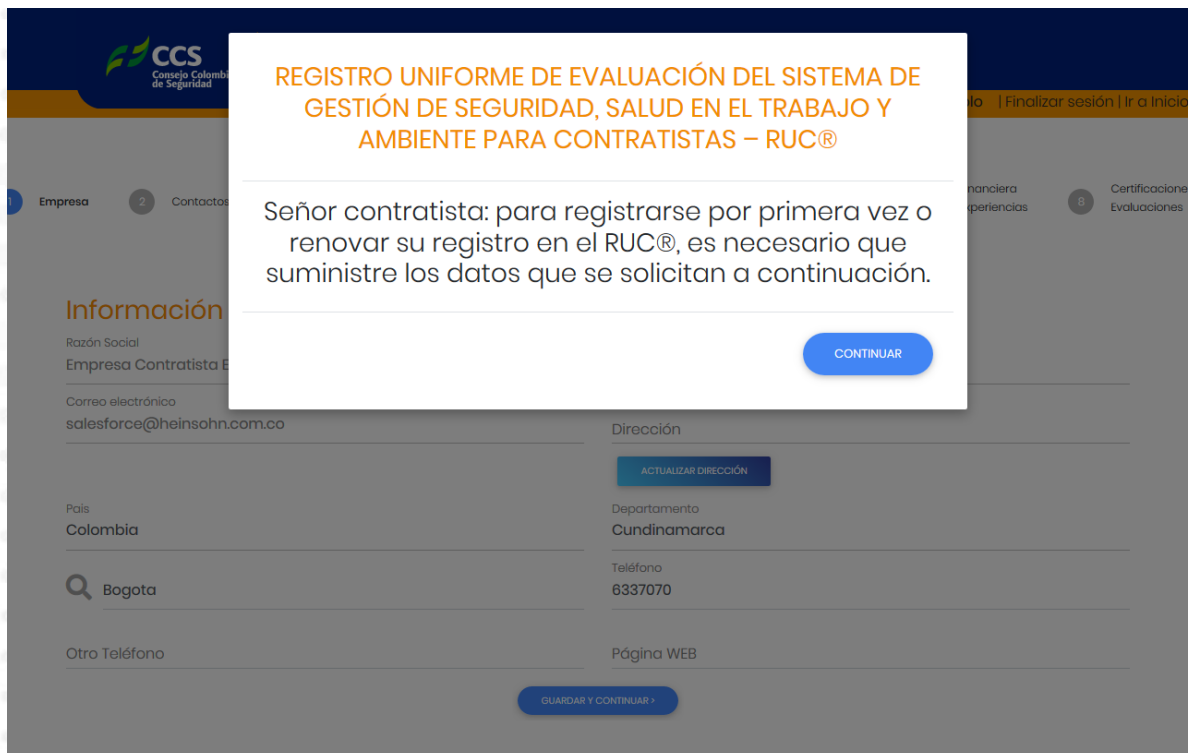 CCS
Consejo Colombi
de Seguridad
REGISTRO UNIFORME DE EVALUACIÓN DEL SISTEMA DE
GESTIÓN DE SEGURIDAD, SALUD EN EL TRABAJO Y
AMBIENTE PARA CONTRATISTAS – RUC®
| Finalizar sesión | Ir a Inicio
1 Empresa
2 Contactos
nanciera
xperiencias
8 Certificacione
Evaluaciones
Señor contratista: para registrarse por primera vez o
renovar su registro en el RUC®, es necesario que
suministre los datos que se solicitan a continuación.
CONTINUAR
Información
Razón Social
Empresa Contratista E
Correo electrónico
salesforce@heinsohn.com.co
Dirección
ACTUALIZAR DIRECCIÓN
Pais
Colombia
Departamento
Cundinamarca
Bogota
Teléfono
6337070
Otro Teléfono
Página WEB
GUARDAR Y CONTINUAR >